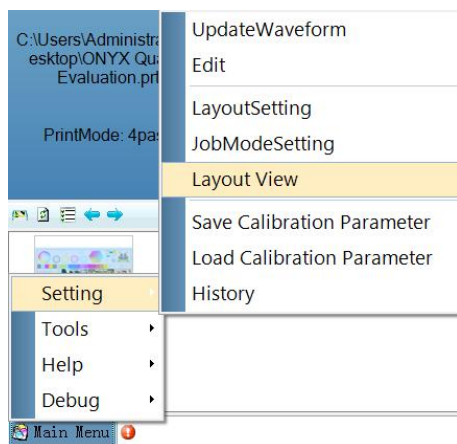 C:\Users\Administra
esktop\ONYX Qua
Evaluation.prt
PrintMode: 4pas
UpdateWaveform
Edit
LayoutSetting
JobModeSetting
Layout View
Save Calibration Parameter
Load Calibration Parameter
History
Setting
Tools
Help
Debug
Main Menu